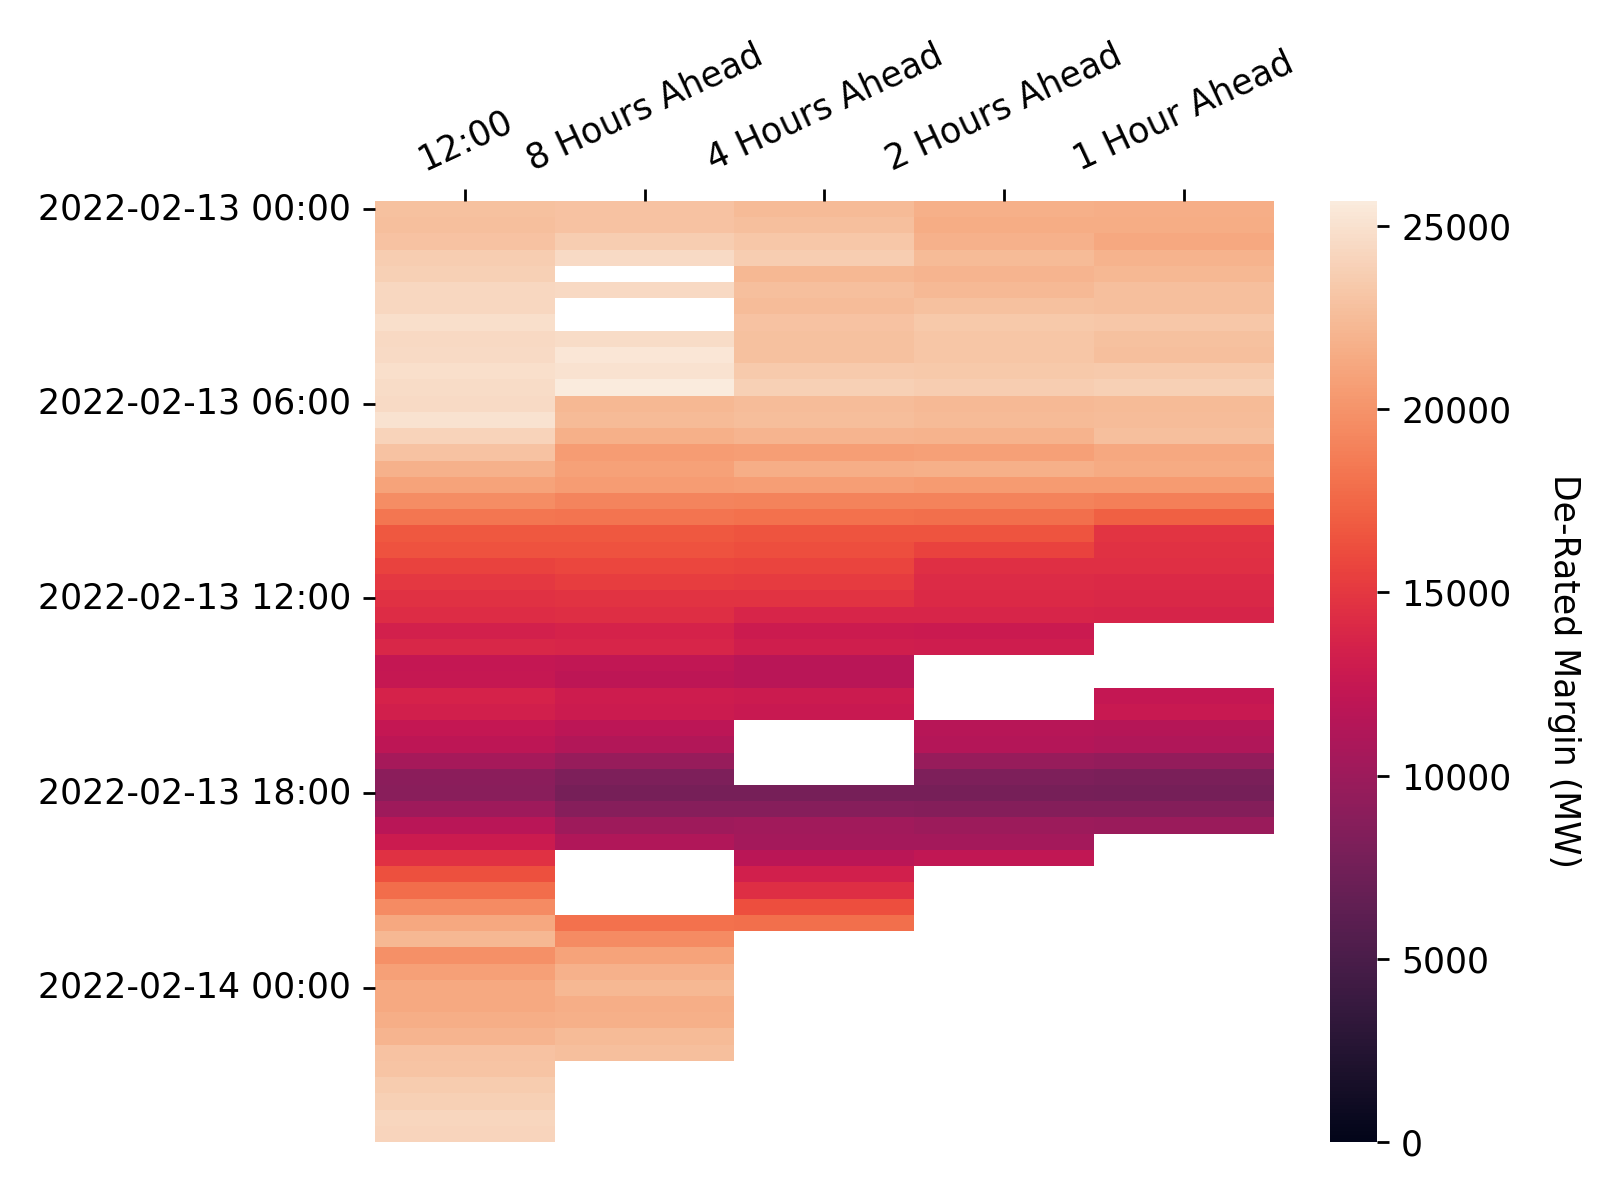 12:00
8 Hours Ahead
4 Hours Ahead
2 Hours Ahead
1 Hour Ahead
2022-02-13 00:00
2022-02-13 06:00
2022-02-13 12:00
2022-02-13 18:00
2022-02-14 00:00
25000
20000
15000
10000
5000
0
De-Rated Margin (MW)